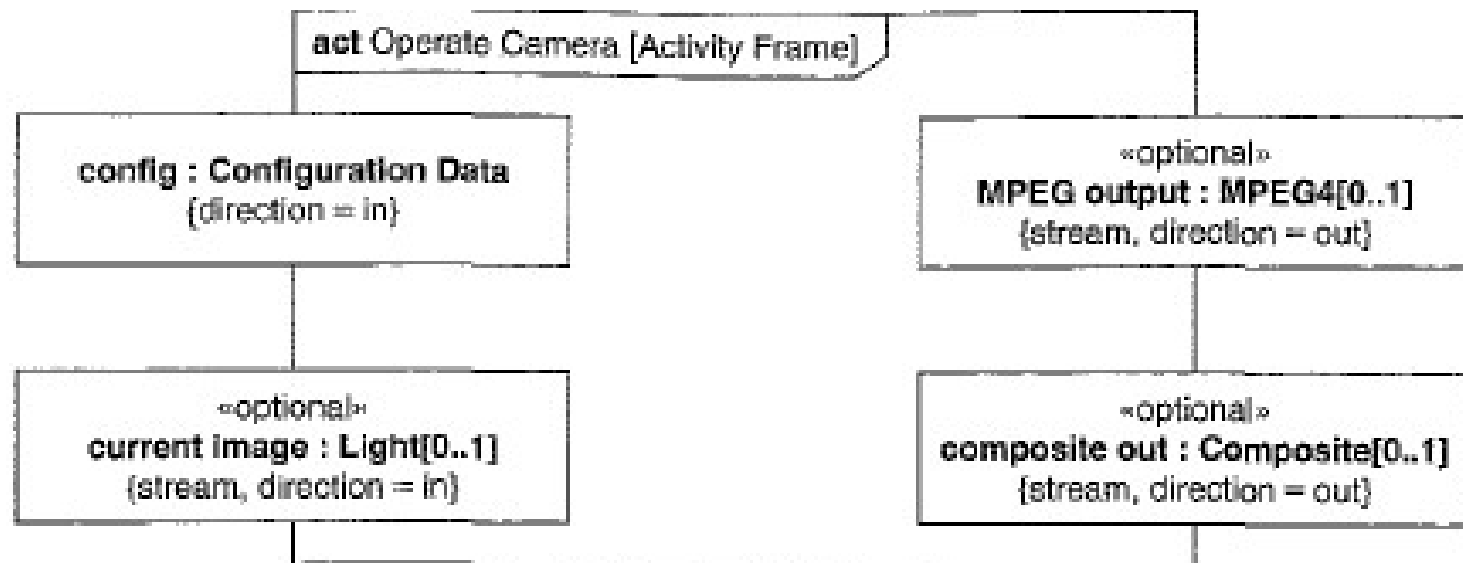 act Operate Camera [Activity Frame]
config : Configuration Data
{direction = in}
«optional»
current image : Light[0..1]
{stream, direction = in}
«optional»
MPEG output : MPEG4[0..1]
{stream, direction = out}
«optional»
composite out : Composite[0..1]
{stream, direction = out}